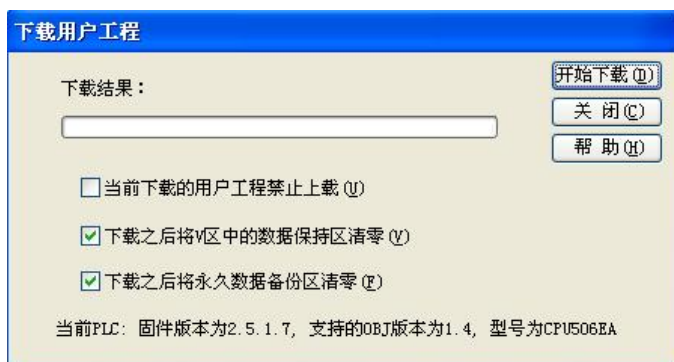 下载用户工程
下载结果：
开始下载(D)
关 闭(C)
帮 助(H)
当前下载的用户工程禁止上载(U)
下载之后将V区中的数据保持区清零(V)
下载之后将永久数据备份区清零(F)
当前PLC: 固件版本为2.5.1.7, 支持的OBJ版本为1.4, 型号为CPU506EA